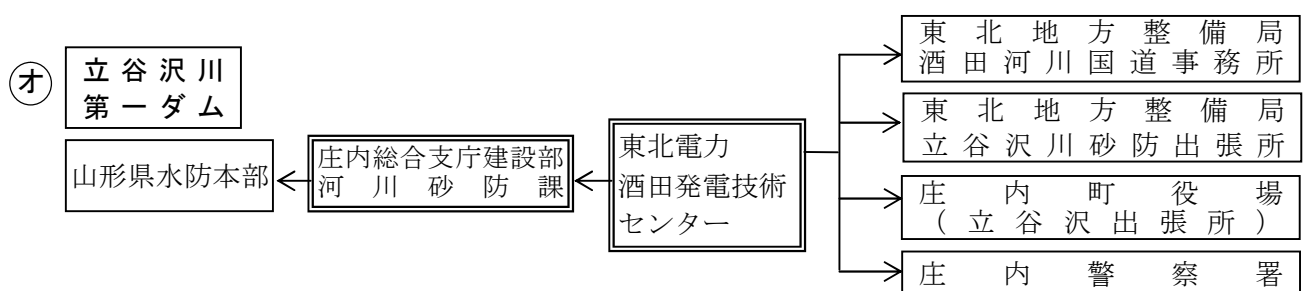 オ
立谷沢川
第一ダム
山形県水防本部
庄内総合支庁建設部
河川砂防課
東北電力
酒田発電技術
センター
東北地方整備局
酒田河川国道事務所
東北地方整備局
立谷沢川砂防出張所
庄内町役場
(立谷沢出張所)
庄内警察署